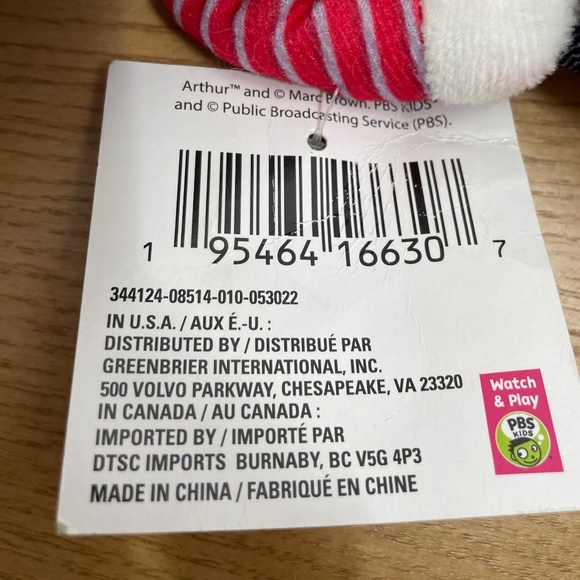 Arthur™ and © Marc Brown. PBS KIDS
and © Public Broadcasting Service (PBS).
1 95464 16630 7
344124-08514-010-053022
IN U.S.A. / AUX É.-U. :
DISTRIBUTED BY / DISTRIBUÉ PAR
GREENBRIER INTERNATIONAL, INC.
500 VOLVO PARKWAY, CHESAPEAKE, VA 23320
IN CANADA / AU CANADA :
IMPORTED BY / IMPORTÉ PAR
DTSC IMPORTS BURNABY, BC V5G 4P3
MADE IN CHINA / FABRIQUÉ EN CHINE
Watch
& Play
PBS
KIDS